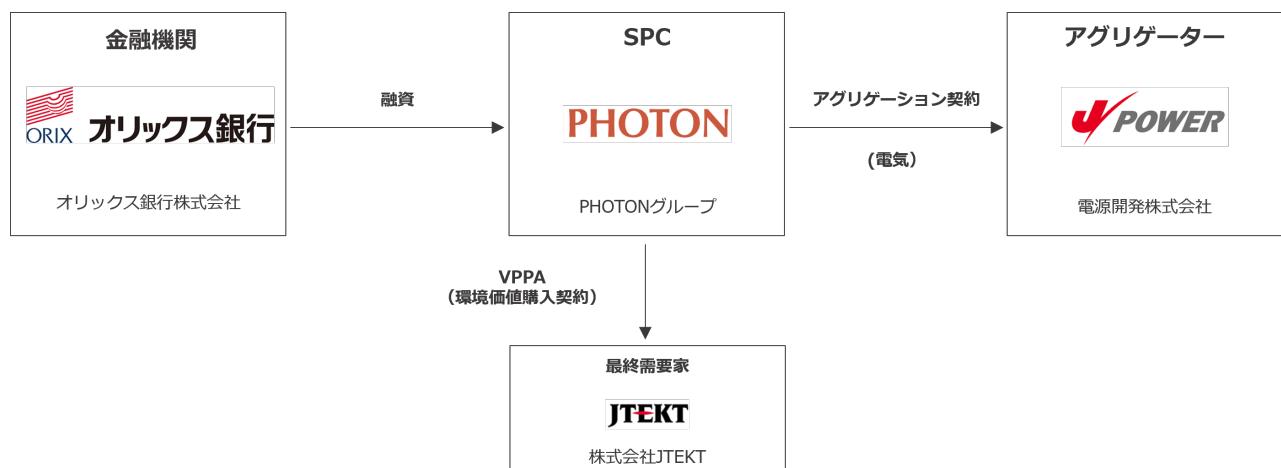 金融機関
ORIX オリックス銀行
オリックス銀行株式会社
融資
SPC
PHOTON
PHOTONグループ
アグリゲーション契約
(電気）
アグリゲーター
J POWER
電源開発株式会社
VPPA
（環境価値購入契約）
最終需要家
JTEKT
株式会社JTEKT